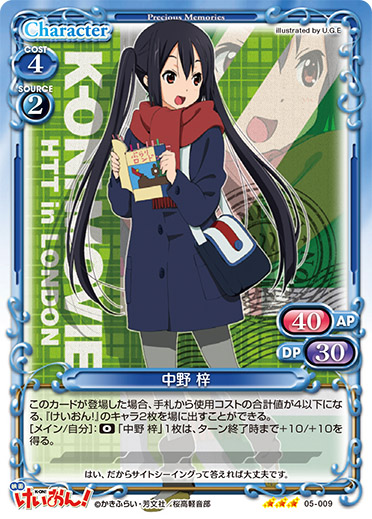 Precious Memories
Character
illustrated by U.G.E
COST
4
SOURCE
2
K-ON MOVIE
HTT in LONDON
40 AP
DP 30
中野 梓
このカードが登場した場合、手札から使用コストの合計値が4以下にな
る、「けいおん!」のキャラ2枚を場に出すことができる。
[メイン/自分]: 「中野 梓」1枚は、ターン終了時まで+10/+10を
得る。
はい、だからサイトシーイングって答えれば大丈夫です。
映画
けいおん!
K-ON!
©かきふらい・芳文社/桜高軽音部
05-009